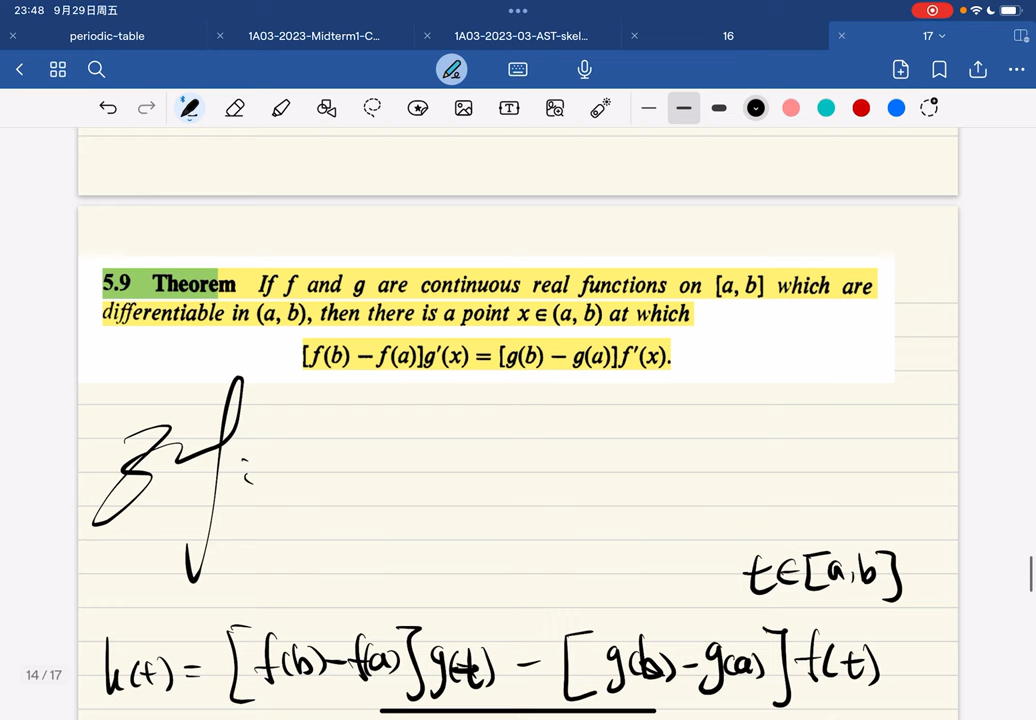 23:48 9月29日周五
periodic-table
1A03-2023-Midterm1-C...
1A03-2023-03-AST-skel...
16
17
5.9 Theorem If f and g are continuous real functions on [a, b] which are
differentiable in (a, b), then there is a point x ∈ (a, b) at which
[f(b) − f(a)]g′(x) = [g(b) − g(a)]f′(x).
t∈[a,b]
h(t) = [f(b)-f(a)]g(t) - [g(b)-g(a)]f(t)
14 / 17